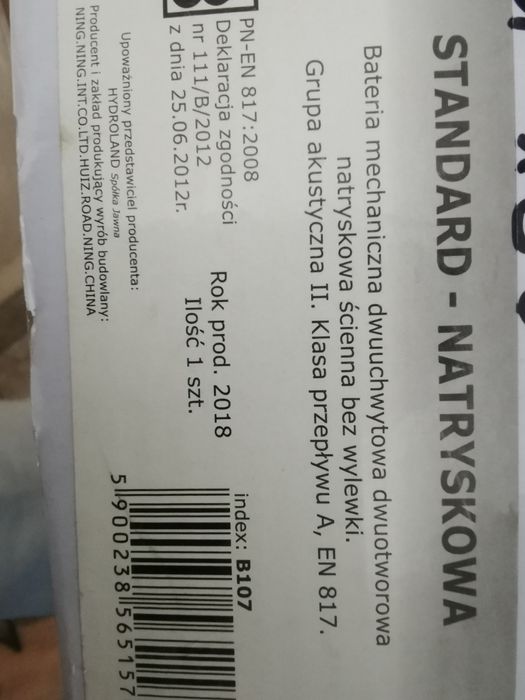 STANDARD - NATRYSKOWA
Bateria mechaniczna dwuuchwytowa dwuotworowa
natryskowa ścienna bez wylewki.
Grupa akustyczna II. Klasa przepływu A, EN 817.
PN-EN 817:2008
Deklaracja zgodności
nr 111/B/2012
z dnia 25.06.2012r.
Rok prod. 2018
Ilość 1 szt.
index: B107
5 900238 565157
Upoważniony przedstawiciel producenta:
HYDROLAND Spółka Jawna
Producent i zakład produkujący wyrób budowlany:
NING.NING.INT.CO.LTD.HUIZ.ROAD.NING.CHINA